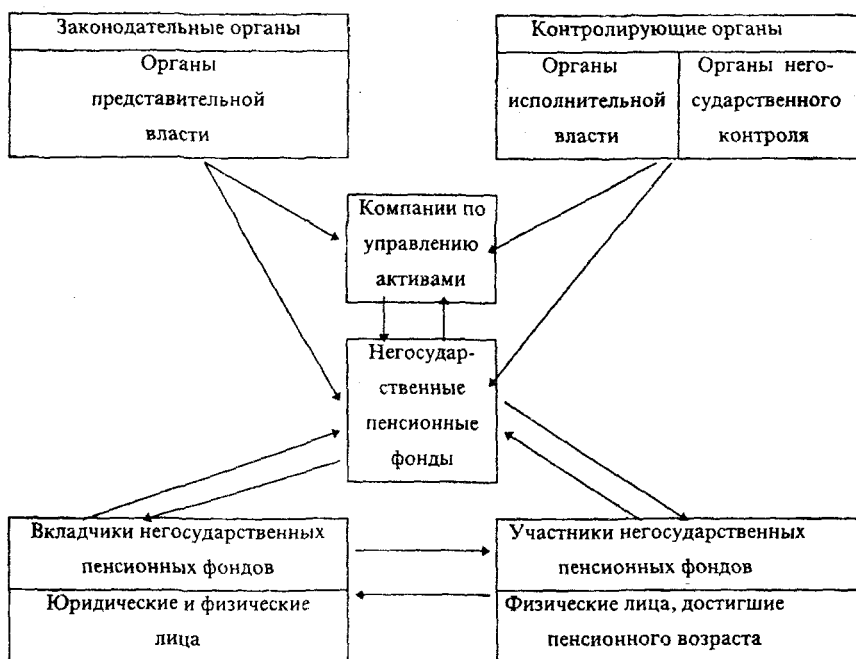 Законодательные органы
Органы
представительной
власти
Контролирующие органы
Органы
исполнительной
власти
Органы него-
сударственного
контроля
Компании по
управлению
активами
Негосудар-
ственные
пенсионные
фонды
Вкладчики негосударственных
пенсионных фондов
Юридические и физические
лица
Участники негосударственных
пенсионных фондов
Физические лица, достигшие
пенсионного возраста